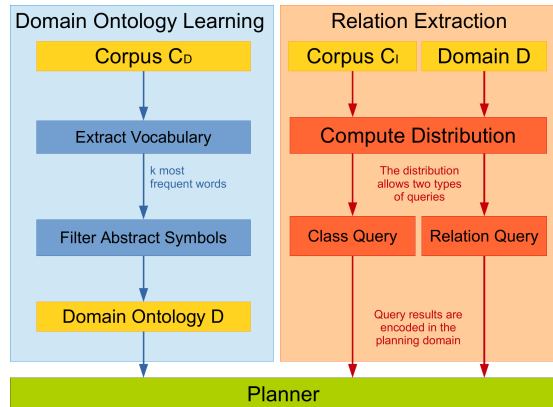 Domain Ontology Learning
Corpus CD
Extract Vocabulary
k most
frequent words
Filter Abstract Symbols
Domain Ontology D
Relation Extraction
Corpus CI
Domain D
Compute Distribution
The distribution
allows two types
of queries
Class Query
Relation Query
Query results are
encoded in the
planning domain
Planner